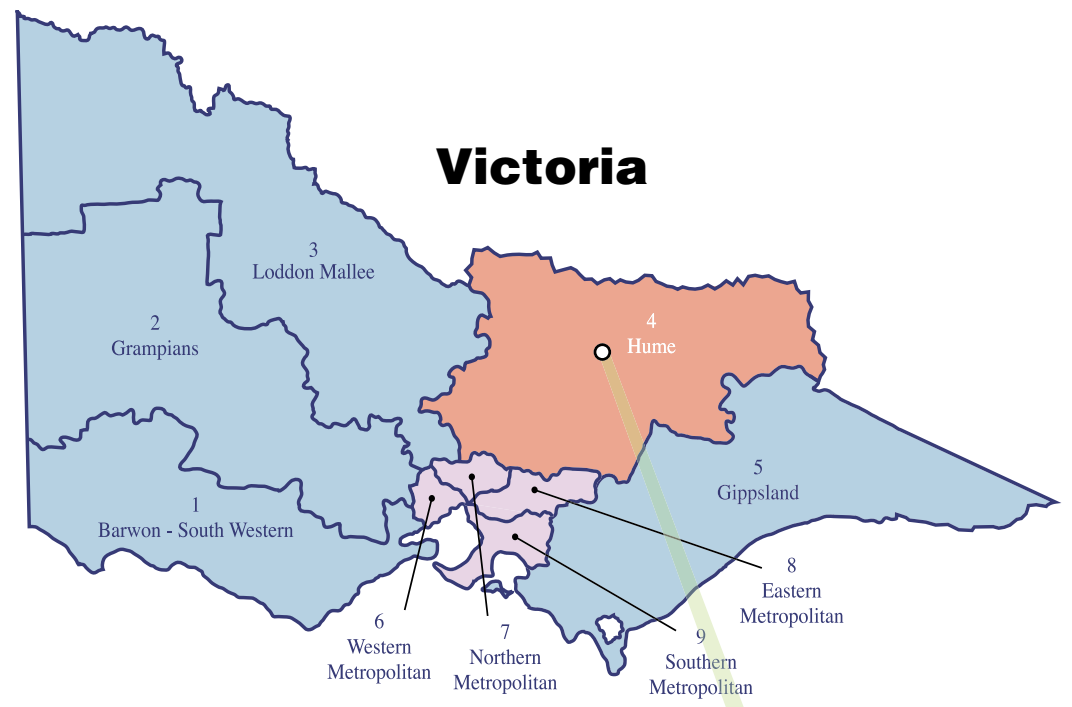 Victoria
3
Loddon Mallee
2
Grampians
4
Hume
5
Gippsland
1
Barwon - South Western
8
Eastern
Metropolitan
6
Western
Metropolitan
7
Northern
Metropolitan
9
Southern
Metropolitan